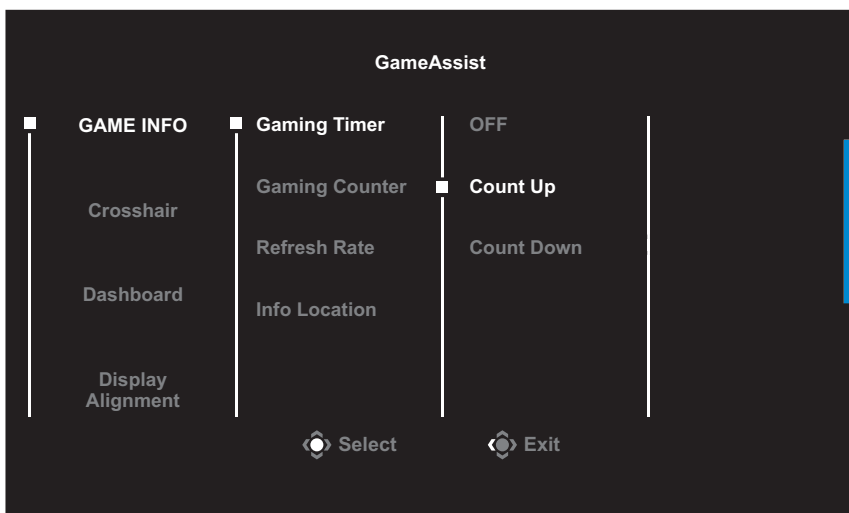 GameAssist
GAME INFO
Crosshair
Dashboard
Display
Alignment
Gaming Timer
Gaming Counter
Refresh Rate
Info Location
OFF
Count Up
Count Down
Select
Exit